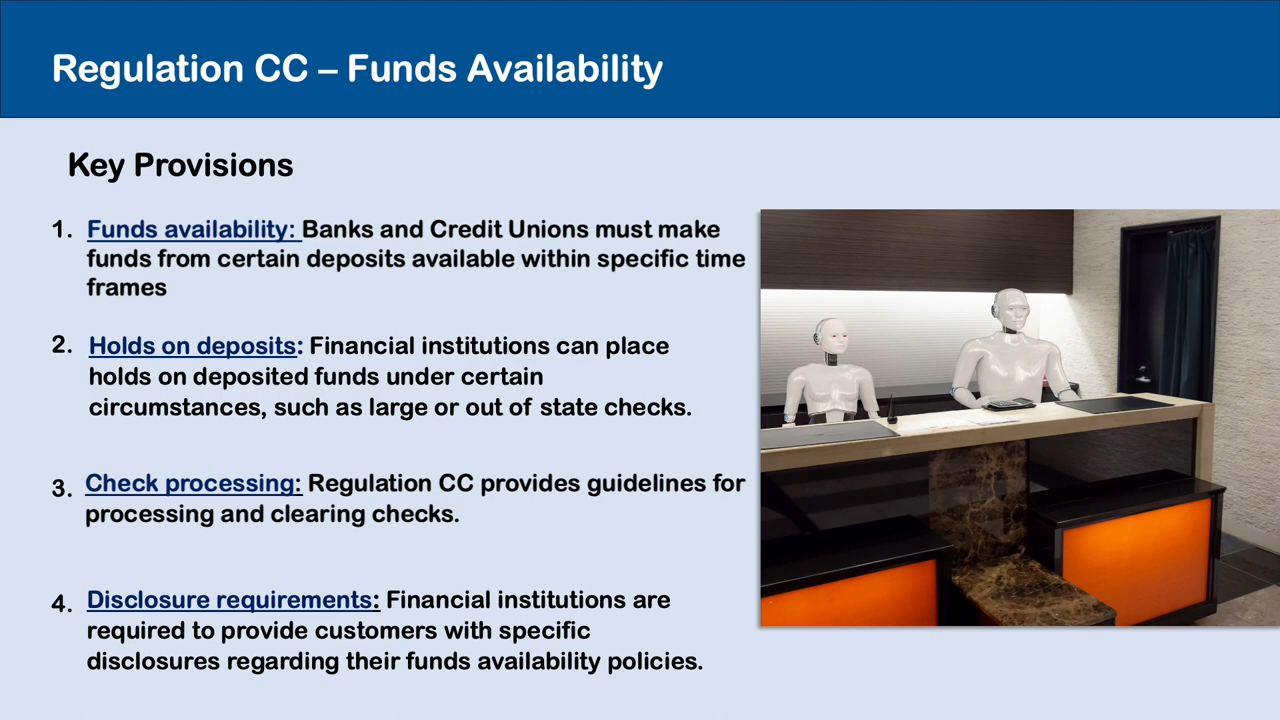 Regulation CC – Funds Availability
Key Provisions
1. Funds availability: Banks and Credit Unions must make
funds from certain deposits available within specific time
frames
2. Holds on deposits: Financial institutions can place
holds on deposited funds under certain
circumstances, such as large or out of state checks.
3. Check processing: Regulation CC provides guidelines for
processing and clearing checks.
4. Disclosure requirements: Financial institutions are
required to provide customers with specific
disclosures regarding their funds availability policies.